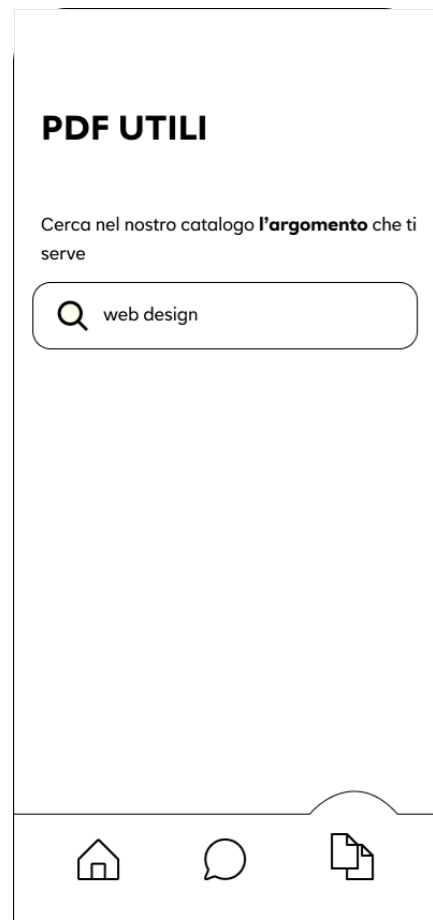 PDF UTILI
Cerca nel nostro catalogo l’argomento che ti
serve
web design